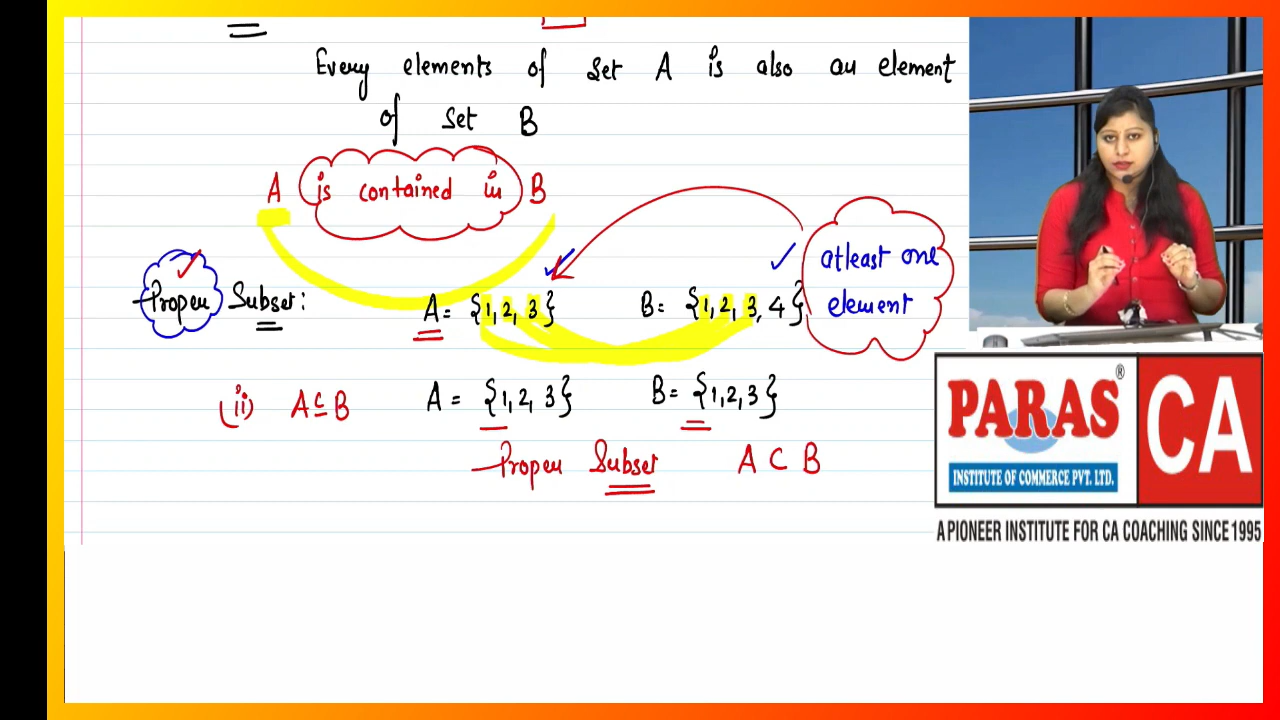 Every elements of set A is also an element
of set B
A is contained in B
atleast one
element
Proper Subset: A = {1, 2, 3} B = {1, 2, 3, 4}
(ii) A ⊆ B A = {1, 2, 3} B = {1, 2, 3}
Proper Subset A ⊂ B
PARAS®
INSTITUTE OF COMMERCE PVT. LTD.
CA
A PIONEER INSTITUTE FOR CA COACHING SINCE 1995